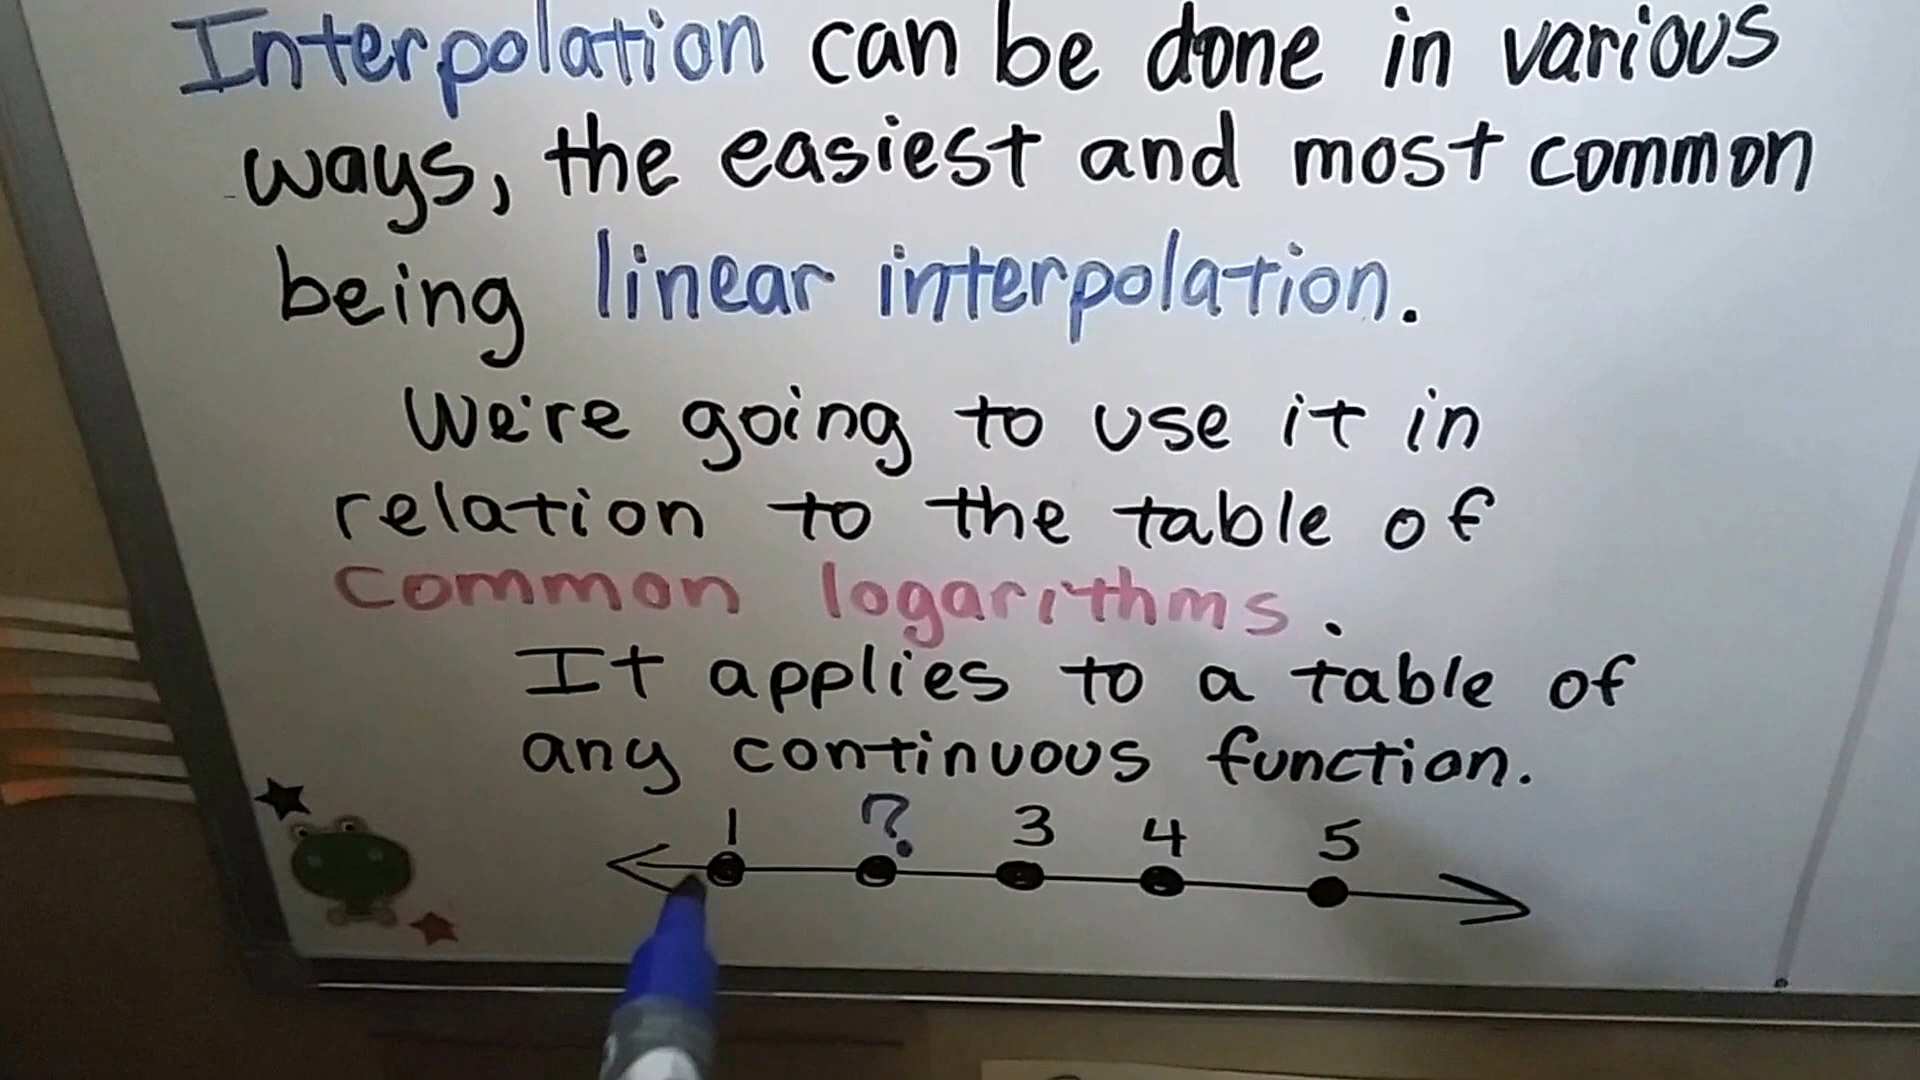 Interpolation can be done in various
ways, the easiest and most common
being linear interpolation.
We're going to use it in
relation to the table of
common logarithms.
It applies to a table of
any continuous function.
1 ? 3 4 5